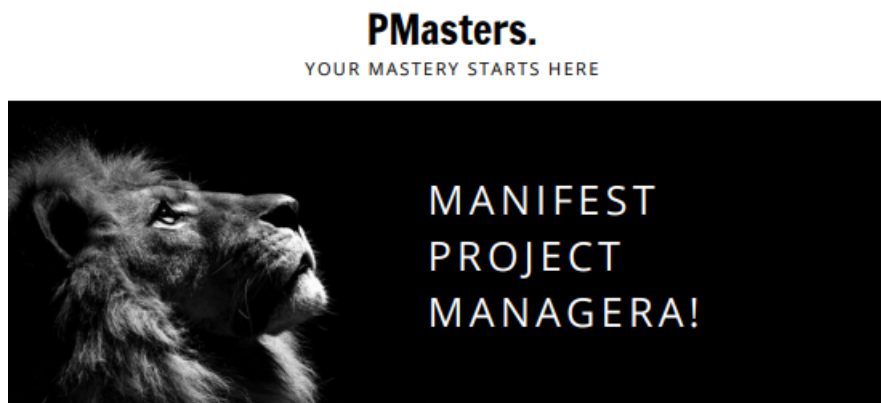 PMasters.
YOUR MASTERY STARTS HERE
MANIFEST
PROJECT
MANAGERA!